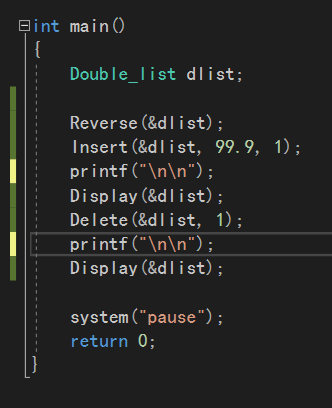 int main()
{
Double_list dlist;
Reverse(&dlist);
Insert(&dlist, 99.9, 1);
printf("\n\n");
Display(&dlist);
Delete(&dlist, 1);
printf("\n\n");
Display(&dlist);
system("pause");
return 0;
}